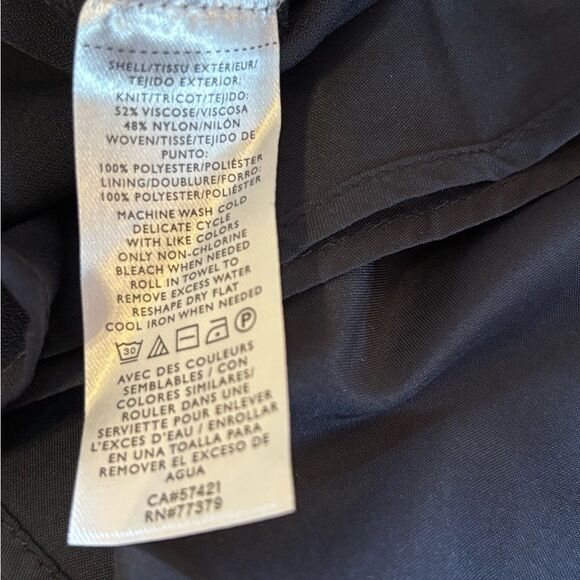 SHELL/TISSU EXTÉRIEUR/
TEJIDO EXTERIOR:
KNIT/TRICOT/TEJIDO:
52% VISCOSE/VISCOSA
48% NYLON/NILÓN
WOVEN/TISSÉ/TEJIDO DE
PUNTO:
100% POLYESTER/POLIÉSTER
LINING/DOUBLURE/FORRO:
100% POLYESTER/POLIÉSTER
MACHINE WASH COLD
DELICATE CYCLE
WITH LIKE COLORS
ONLY NON-CHLORINE
BLEACH WHEN NEEDED
ROLL IN TOWEL TO
REMOVE EXCESS WATER
RESHAPE DRY FLAT
COOL IRON WHEN NEEDED
30 P
AVEC DES COULEURS
SEMBLABLES / CON
COLORES SIMILARES/
ROULER DANS UNE
SERVIETTE POUR ENLEVER
L'EXCES D'EAU / ENROLLAR
EN UNA TOALLA PARA
REMOVER EL EXCESO DE
AGUA
CA#57421
RN#77379